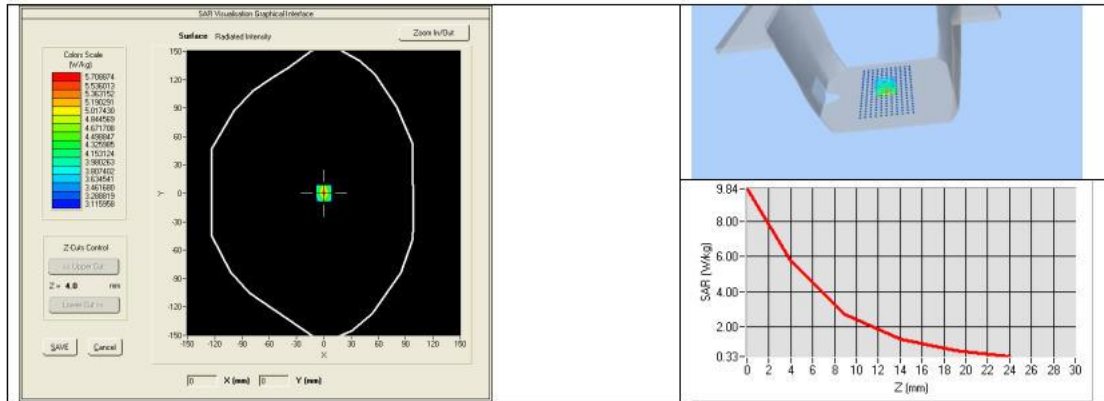 SAR Visualisation Graphical Interface
Surface Radiated Intensity
Zoom In/Out
Colors Scale
(W/kg)
5.708874
5.536013
5.363152
5.190291
5.017430
4.844569
4.671708
4.498847
4.325985
4.153124
3.980263
3.807402
3.634541
3.461680
3.288819
3.115958
150
120
90
60
30
0
-30
-60
-90
-120
-150
Y
-150 -120 -90 -60 -30 0 30 60 90 120 150
X
Z-Cuts Control
<< Upper Cut
Z = 4.0 mm
Lower Cut >>
SAVE Cancel
0 X (mm) 0 Y (mm)
9.84
8.00
6.00
4.00
2.00
0.33
SAR (W/kg)
0 2 4 6 8 10 12 14 16 18 20 22 24 26 28 30
Z (mm)